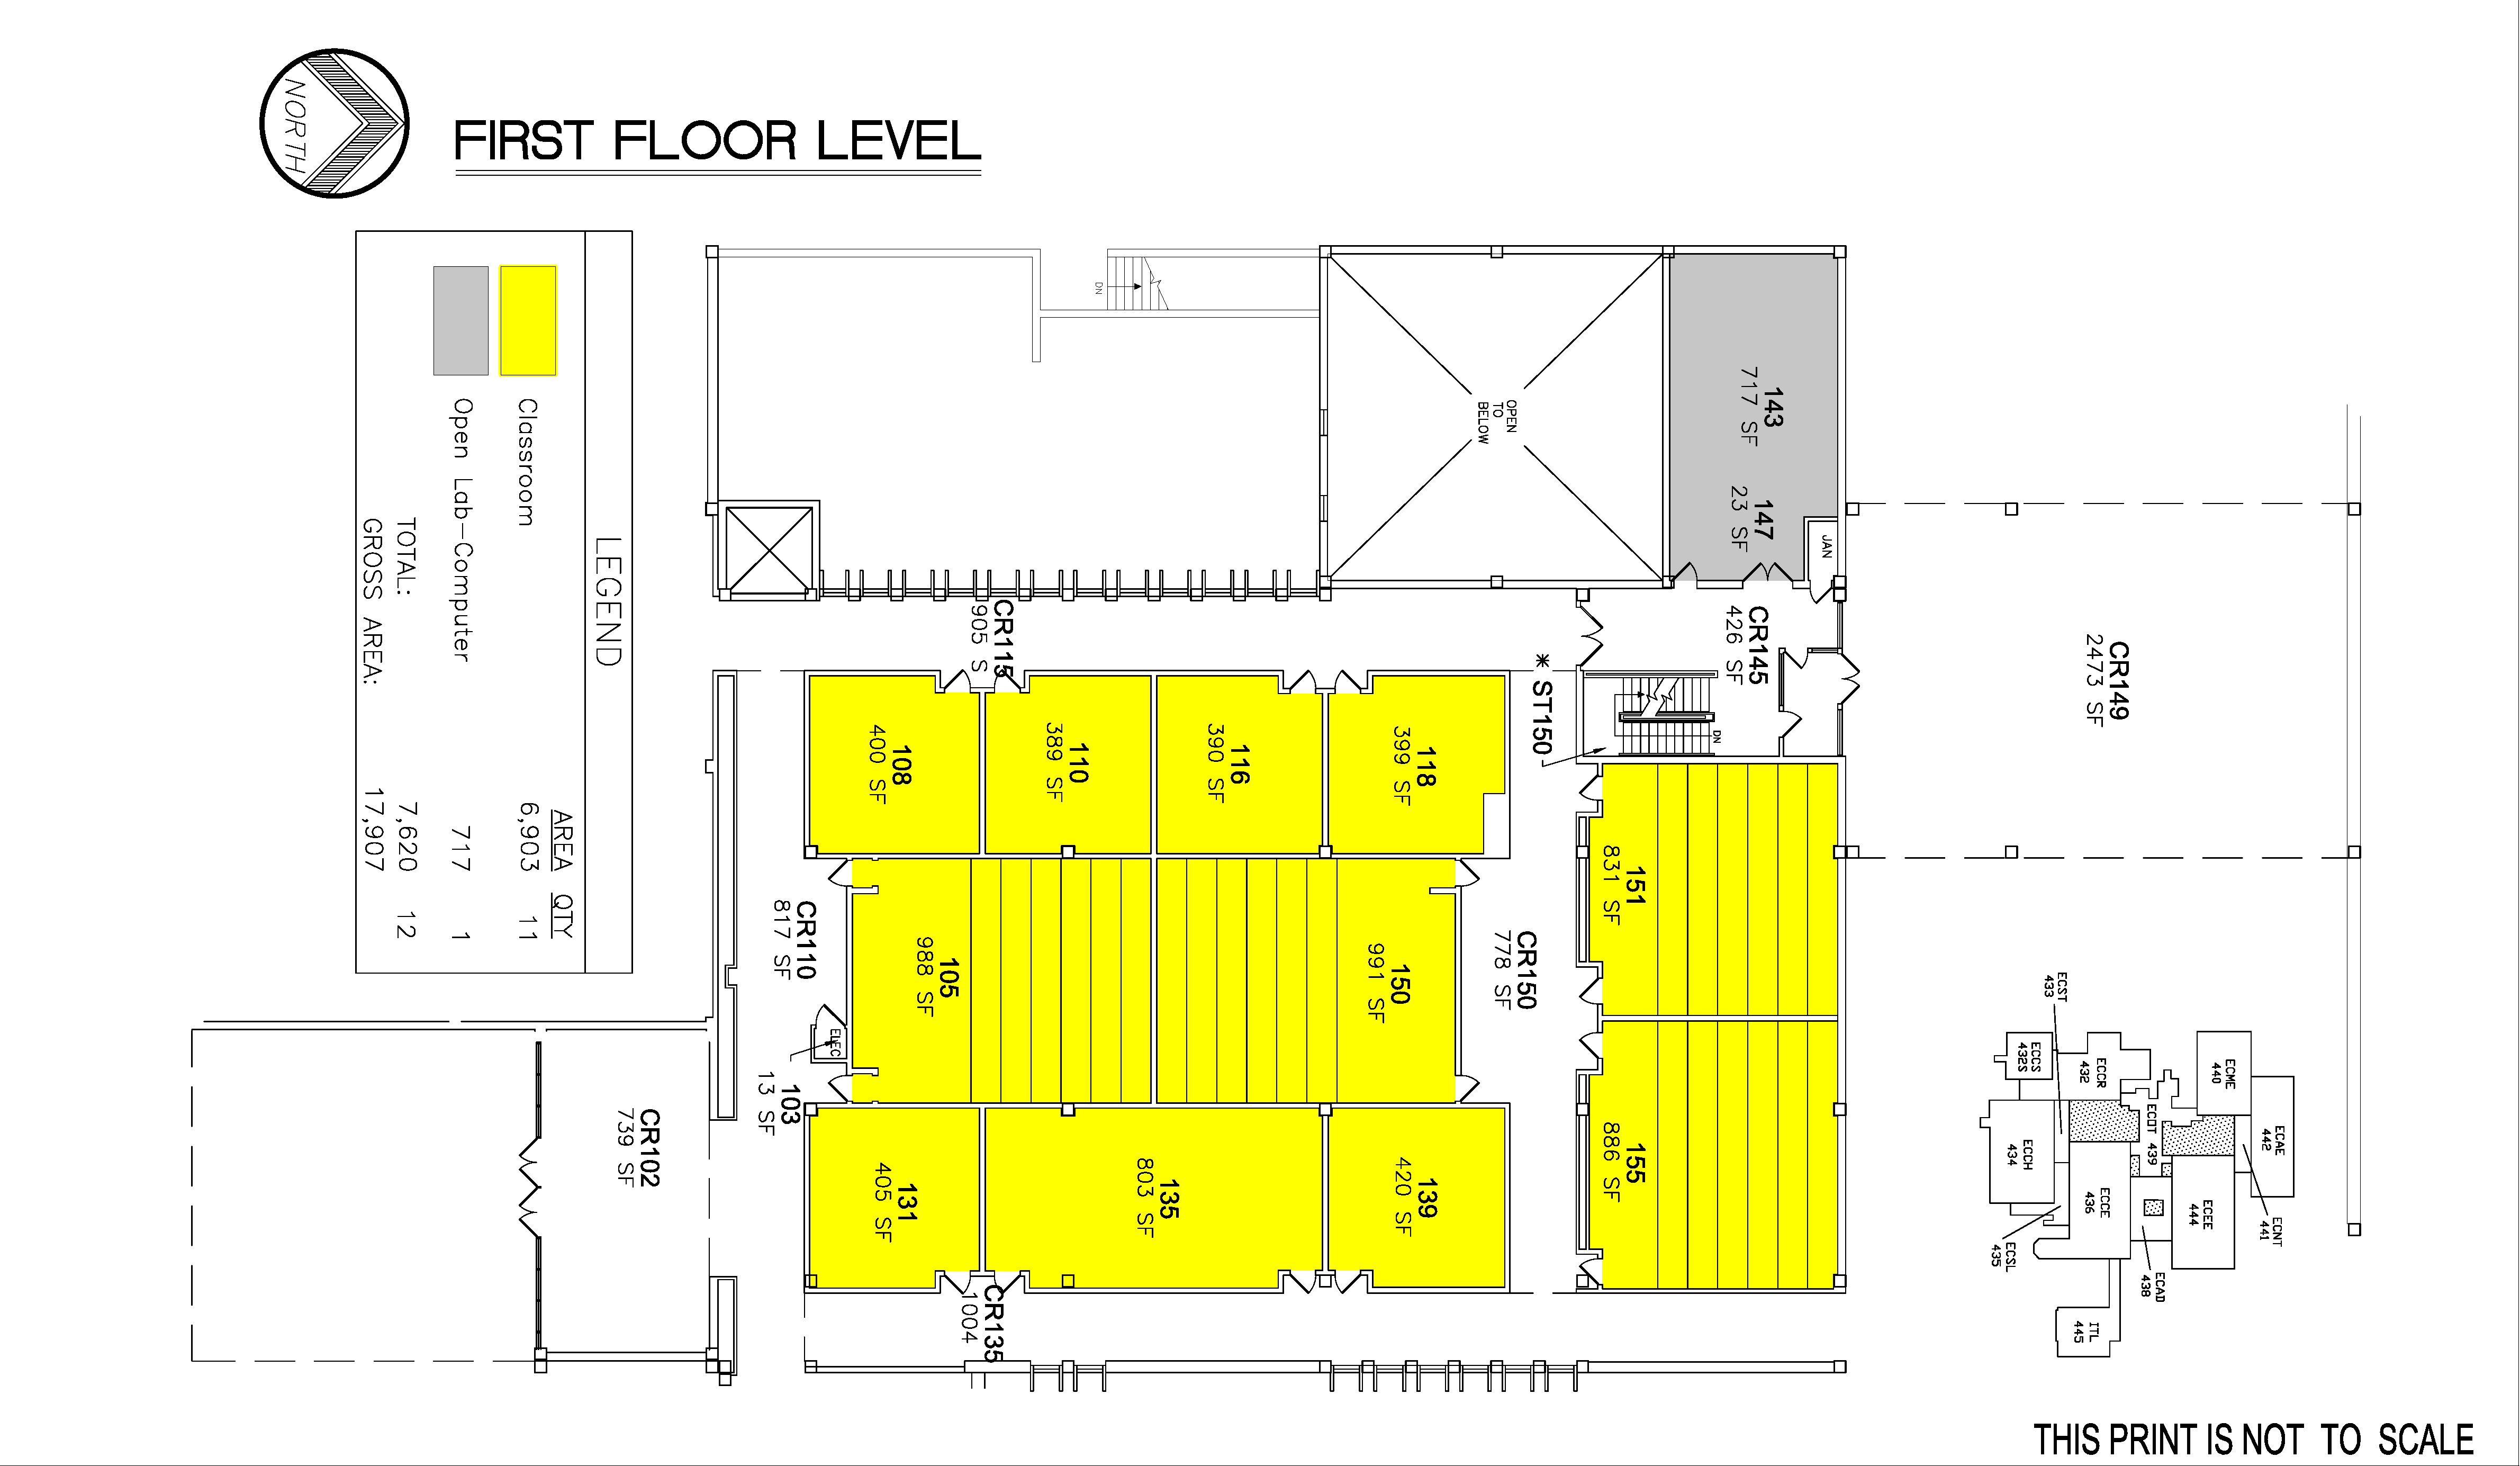 NORTH
FIRST FLOOR LEVEL
LEGEND
AREA QTY
Classroom 6,903 11
Open Lab-Computer 717 1
TOTAL: 7,620 12
GROSS AREA: 17,907
DN
OPEN
TO
BELOW
143
717 SF
147
23 SF
JAN
CR115
905 S
CR145
426 SF
CR149
2473 SF
* ST150
DN
108
400 SF
110
389 SF
116
390 SF
118
399 SF
151
831 SF
CR110
817 SF
105
988 SF
150
991 SF
CR150
778 SF
ELEC
103
13 SF
CR102
739 SF
131
405 SF
135
803 SF
139
420 SF
155
886 SF
CR135
1004
ECST
433
ECCS
432S
ECCR
432
ECME
440
ECOT 439
ECAE
442
ECCH
434
ECCE
436
ECEE
444
ECNT
441
ECSL
435
ECAD
438
ITL
445
THIS PRINT IS NOT TO SCALE